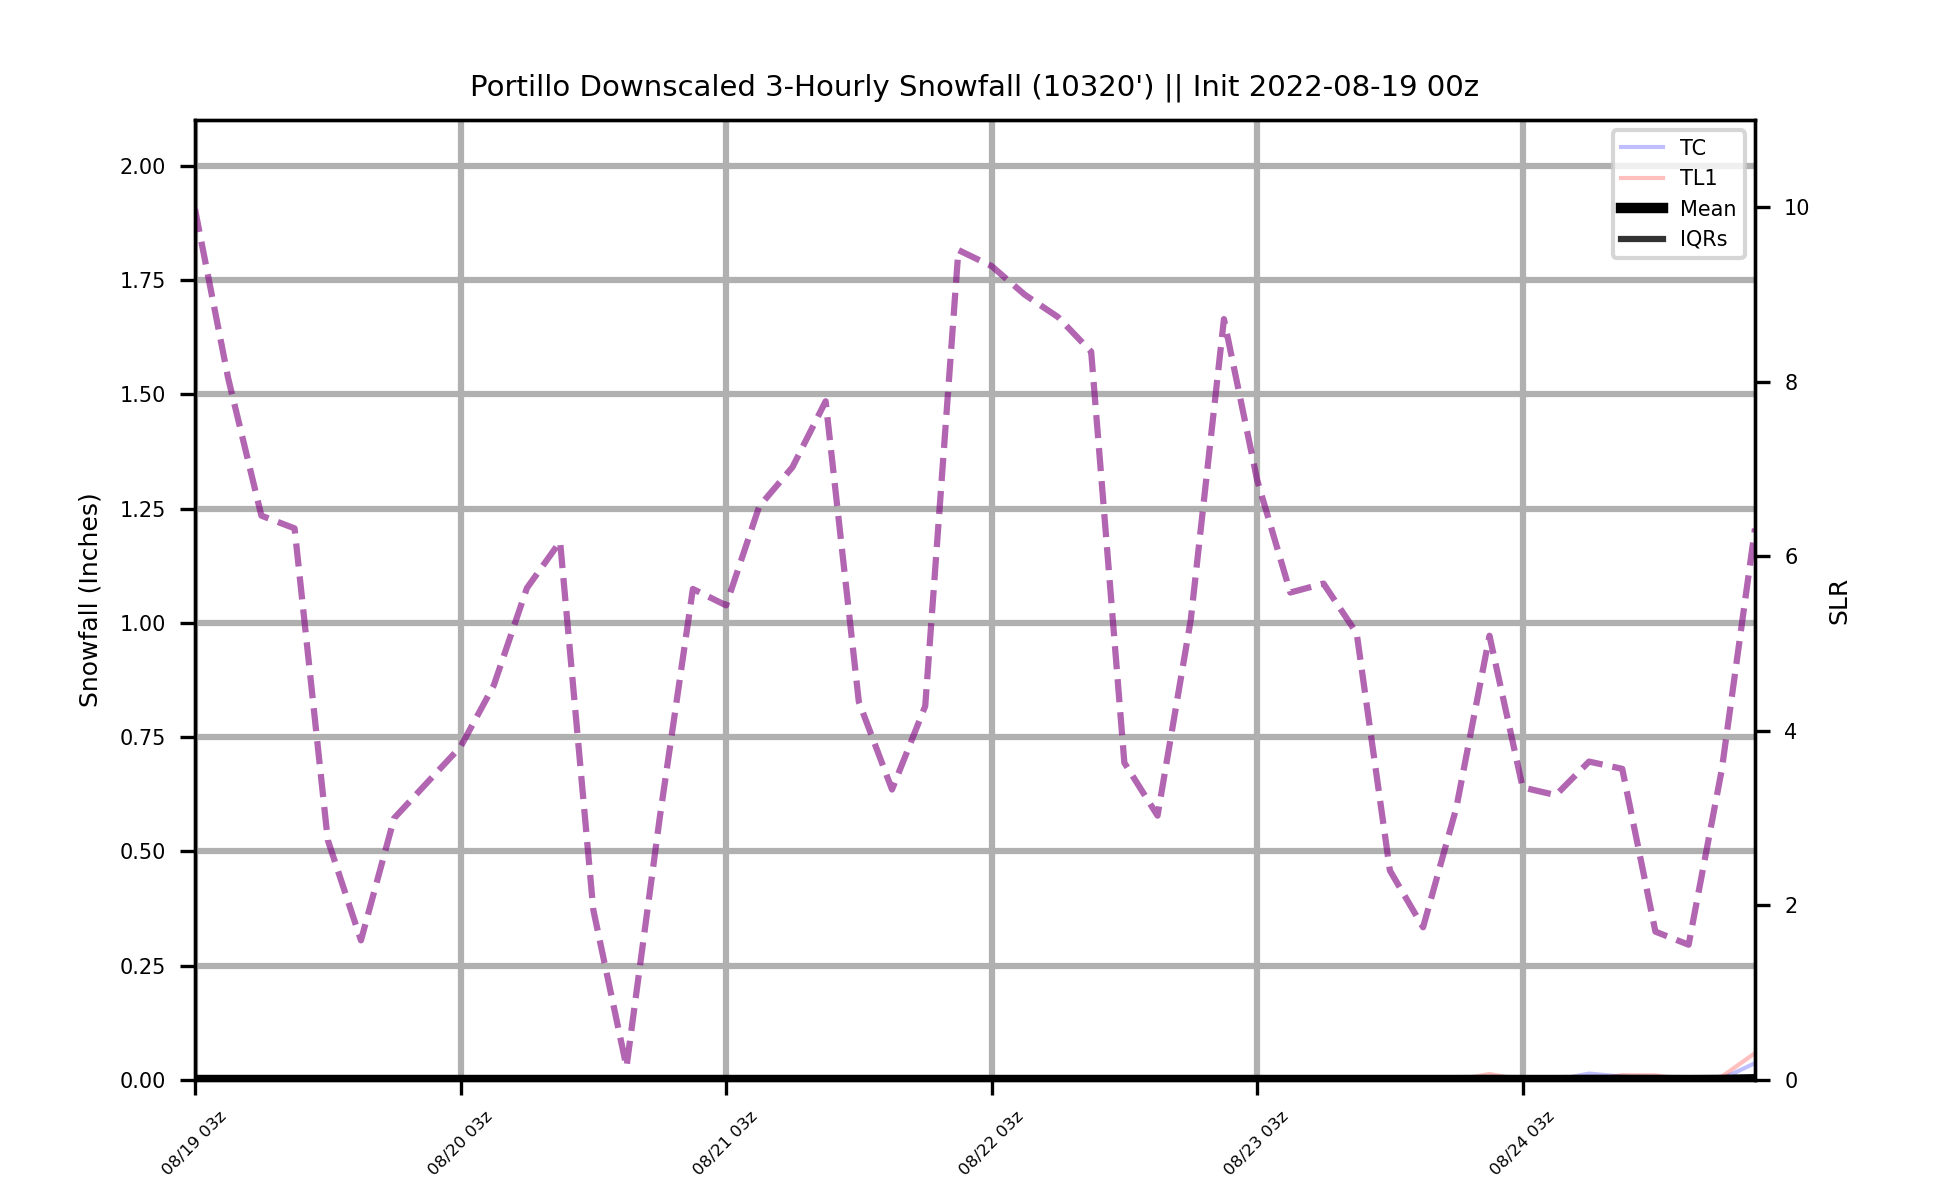 Portillo Downscaled 3-Hourly Snowfall (10320') || Init 2022-08-19 00z
TC
TL1
Mean
IQRs
Snowfall (Inches)
2.00
1.75
1.50
1.25
1.00
0.75
0.50
0.25
0.00
10
8
6
4
2
0
SLR
08/19 03z
08/20 03z
08/21 03z
08/22 03z
08/23 03z
08/24 03z